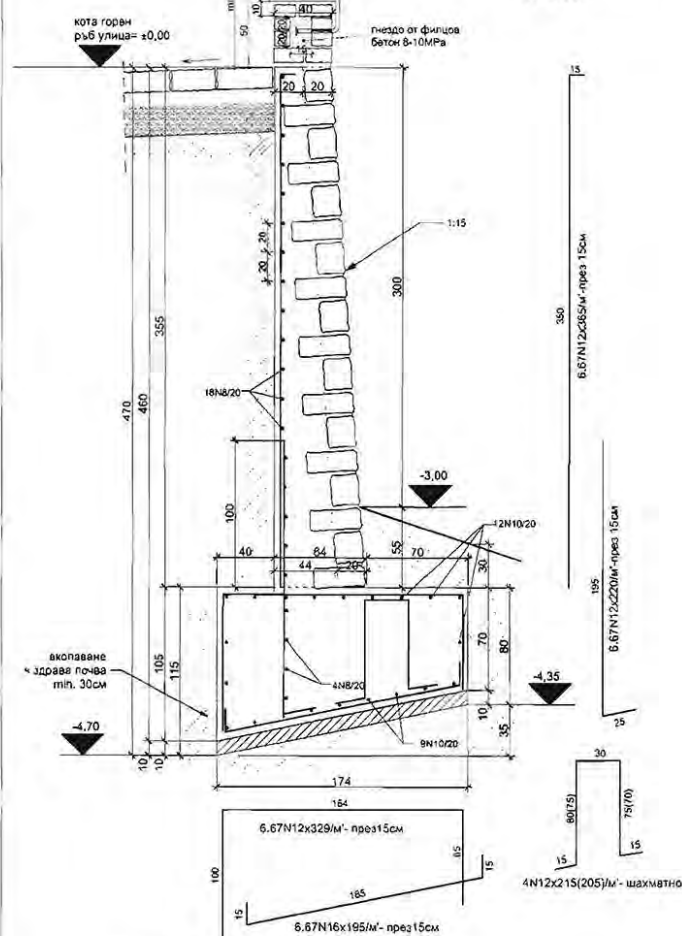 10
40
кота горен
ръб улица= ±0,00
50
гнездо от филцов
бетон 8-10MPa
20 20
15
1:15
20
20
300
355
350
6.67N12x365/м'-през 15см
470
460
18N8/20
-3,00
100
12N10/20
40
64
70
55
44
20
30
195
6.67N12x220/м'-през 15см
вкопаване
в здрава почва
min. 30см
105
115
70
80
4N8/20
-4,35
25
-4,70
10
10
9N10/20
10
35
174
30
164
6.67N12x329/м'- през15см
80(75)
75(70)
100
85
15
15
15
4N12x215(205)/м'- шахматно
15
185
6.67N16x195/м'- през15см